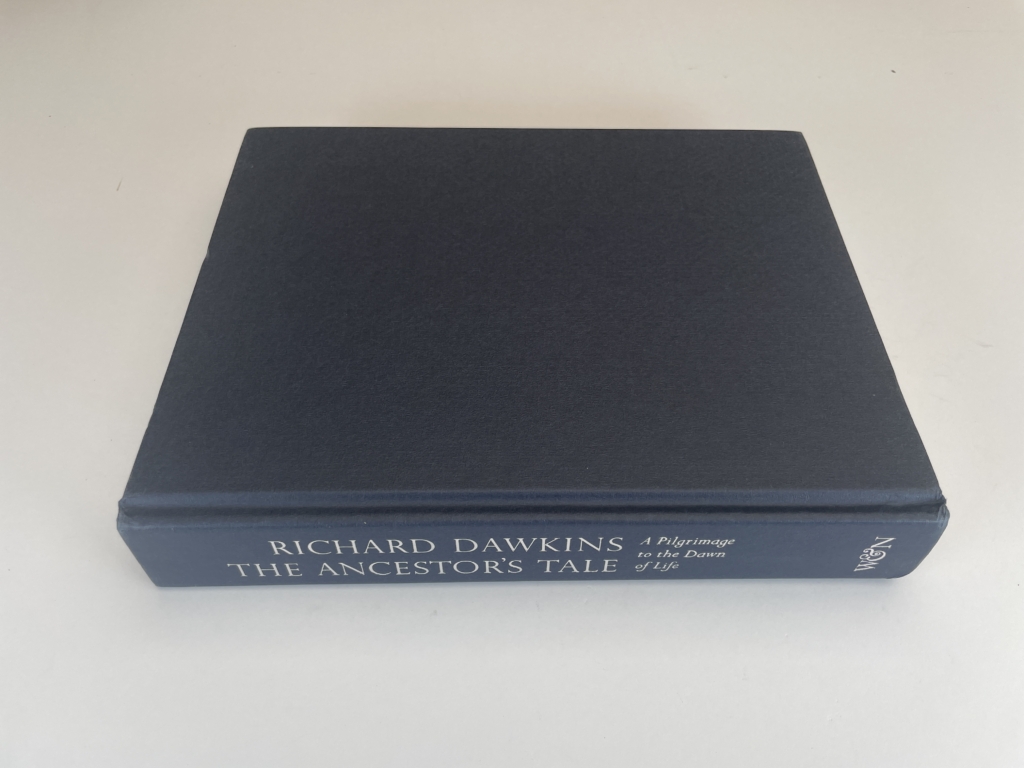 RICHARD DAWKINS
THE ANCESTOR'S TALE
A Pilgrimage
to the Dawn
of Life
W&N